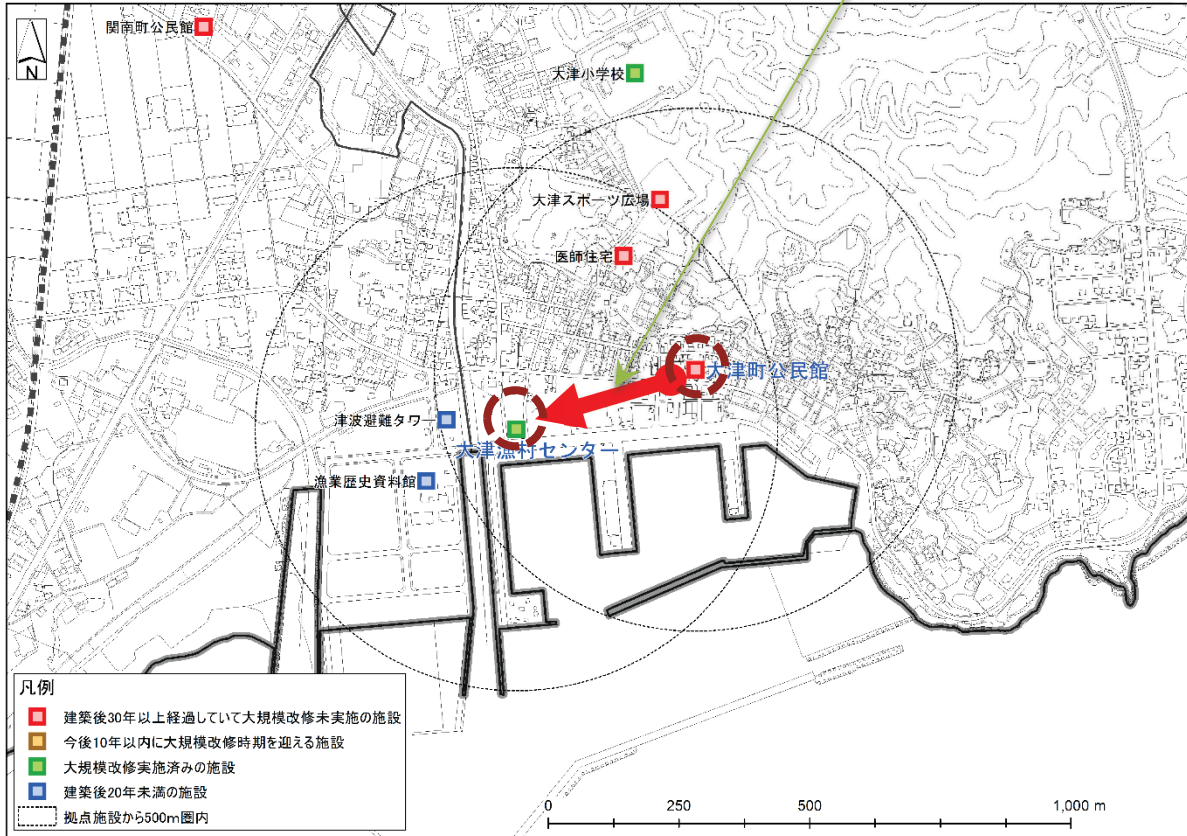 関南町公民館
N
大津小学校
大津スポーツ広場
医師住宅
大津町公民館
津波避難タワー
大津漁村センター
漁業歴史資料館
凡例
建築後30年以上経過していて大規模改修未実施の施設
今後10年以内に大規模改修時期を迎える施設
大規模改修実施済みの施設
建築後20年未満の施設
拠点施設から500m圏内
0 250 500 1,000 m